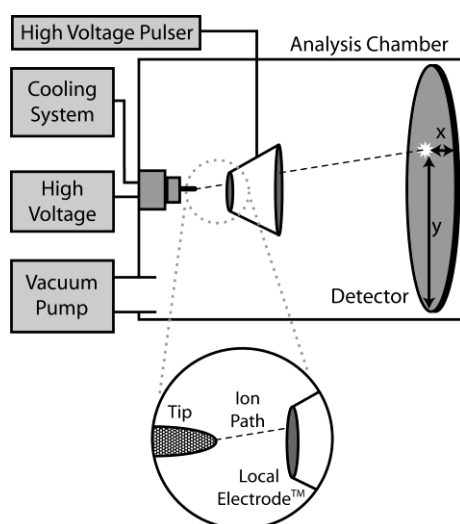 High Voltage Pulser
Analysis Chamber
Cooling
System
High
Voltage
Vacuum
Pump
x
y
Detector
Tip
Ion
Path
Local
Electrode™